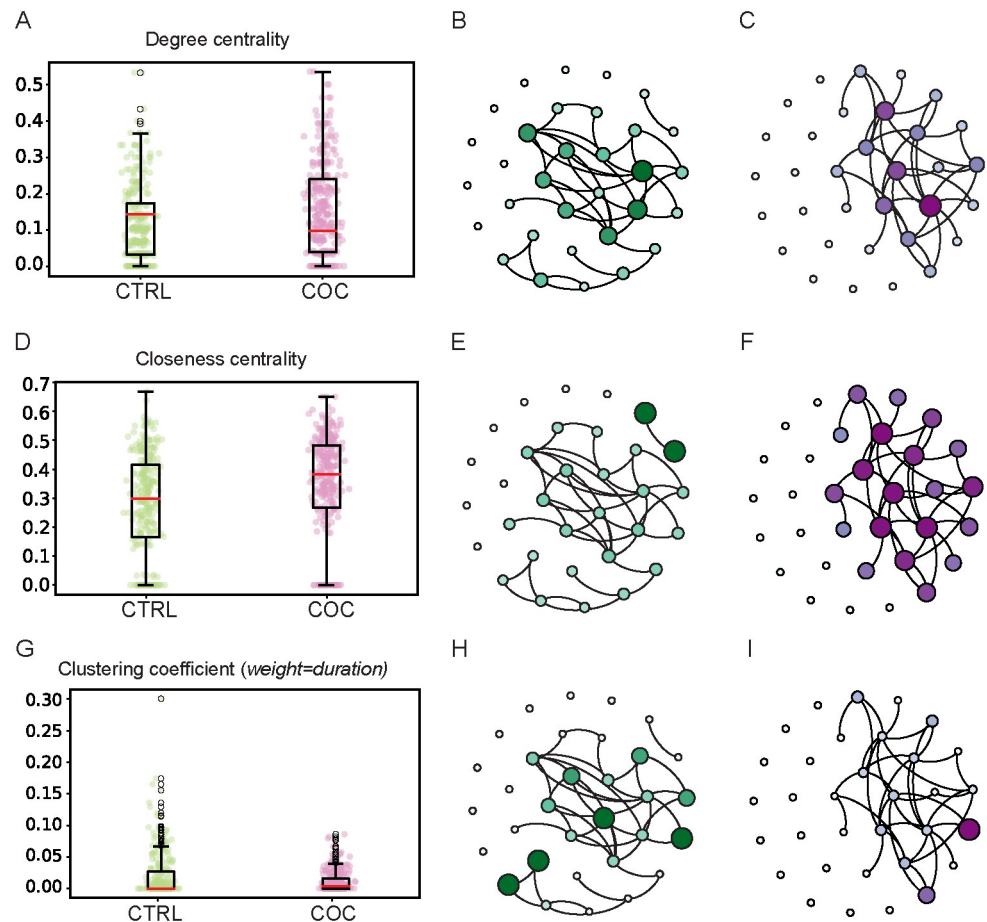 A
B
C
Degree centrality
0.5
0.4
0.3
0.2
0.1
0.0
CTRL
COC
D
E
F
Closeness centrality
0.7
0.6
0.5
0.4
0.3
0.2
0.1
0.0
CTRL
COC
G
H
I
Clustering coefficient (weight=duration)
0.30
0.25
0.20
0.15
0.10
0.05
0.00
CTRL
COC